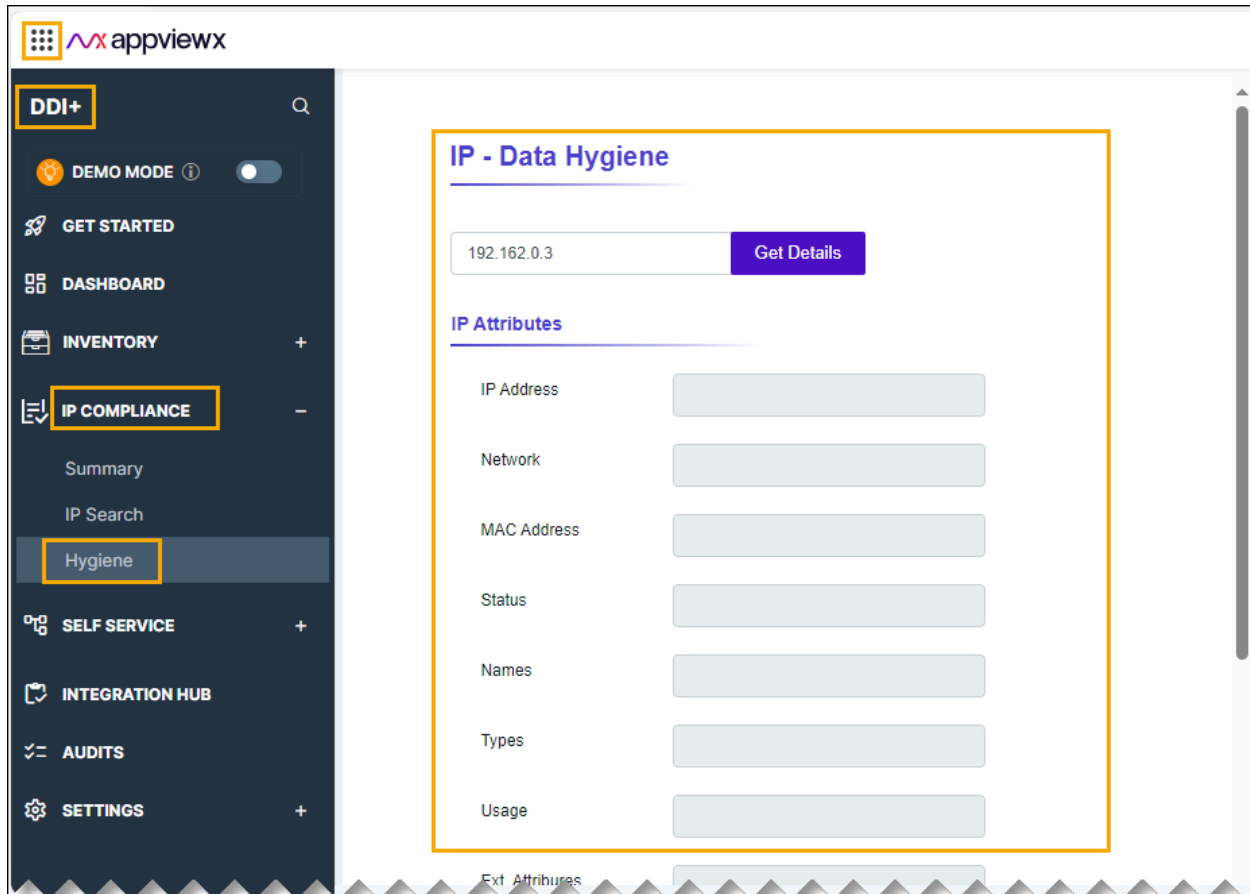 appviewx
DDI+
DEMO MODE
GET STARTED
DASHBOARD
INVENTORY +
IP COMPLIANCE −
Summary
IP Search
Hygiene
SELF SERVICE +
INTEGRATION HUB
AUDITS
SETTINGS +
IP - Data Hygiene
192.162.0.3 Get Details
IP Attributes
IP Address
Network
MAC Address
Status
Names
Types
Usage
Ext. Attribures